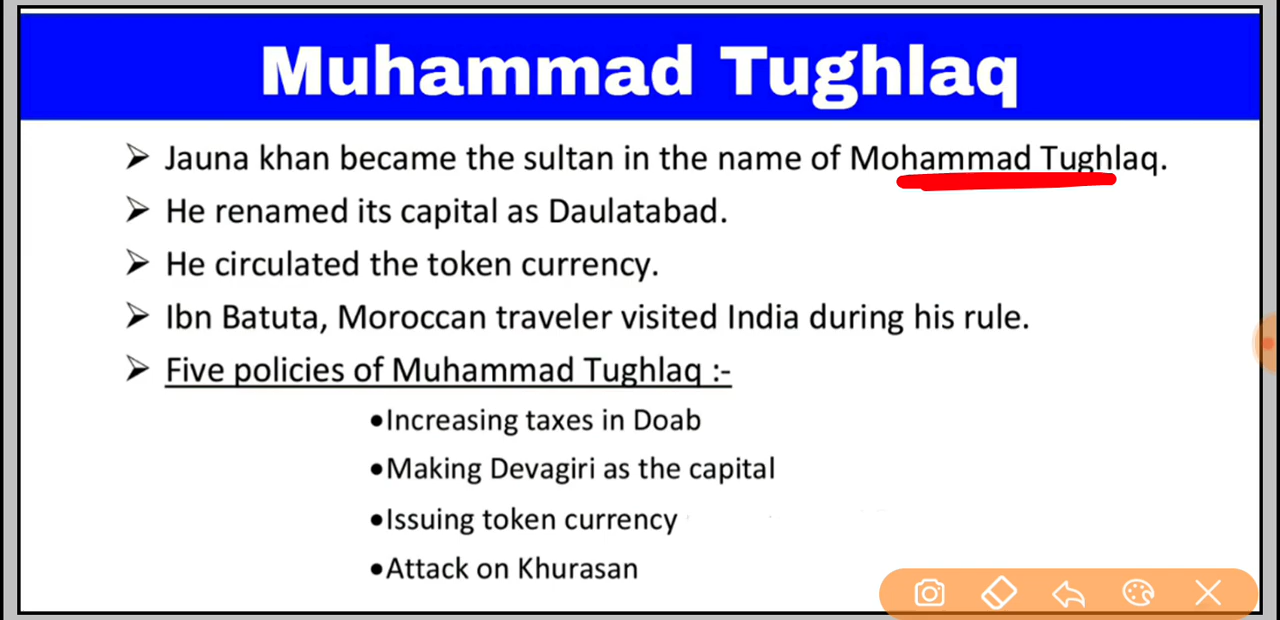 Muhammad Tughlaq
➢ Jauna khan became the sultan in the name of Mohammad Tughlaq.
➢ He renamed its capital as Daulatabad.
➢ He circulated the token currency.
➢ Ibn Batuta, Moroccan traveler visited India during his rule.
➢ Five policies of Muhammad Tughlaq :-
•Increasing taxes in Doab
•Making Devagiri as the capital
•Issuing token currency
•Attack on Khurasan